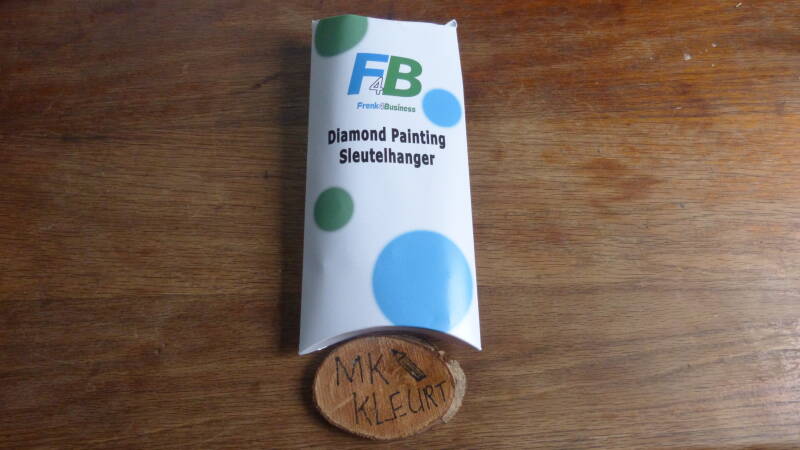 F4B
Frenk4Business
Diamond Painting
Sleutelhanger
MK
KLEURT